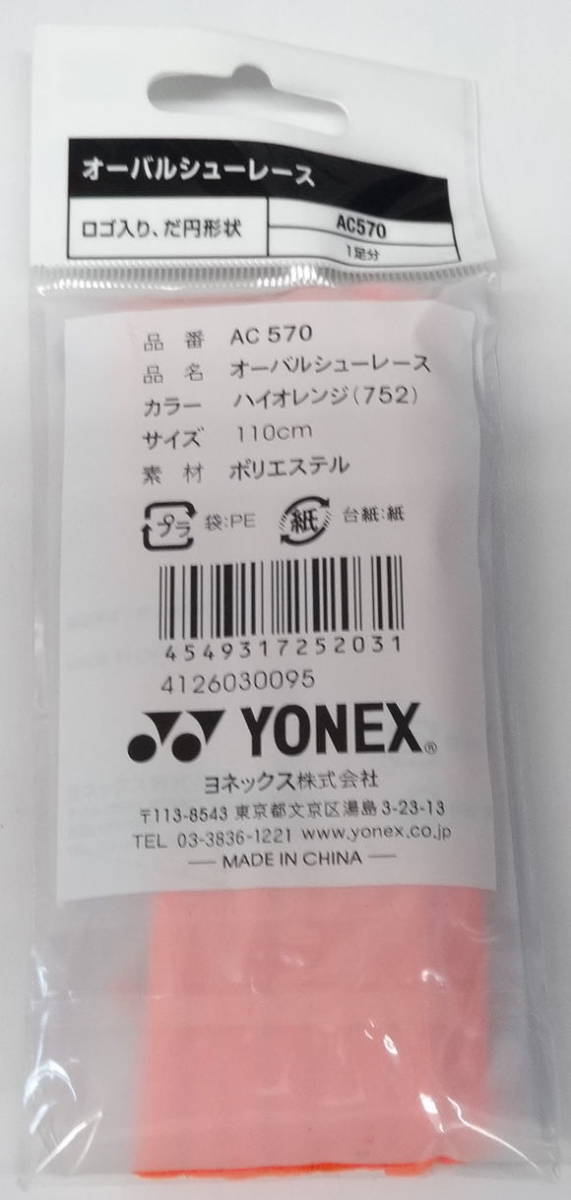 オーバルシューレース
ロゴ入り、だ円形状
AC570
1足分
品 番 AC 570
品 名 オーバルシューレース
カラー ハイオレンジ(752)
サイズ 110cm
素 材 ポリエステル
プラ 袋:PE 紙 台紙:紙
4549317252031
4126030095
YONEX®
ヨネックス株式会社
〒113-8543 東京都文京区湯島3-23-13
TEL 03-3836-1221 www.yonex.co.jp
— MADE IN CHINA —